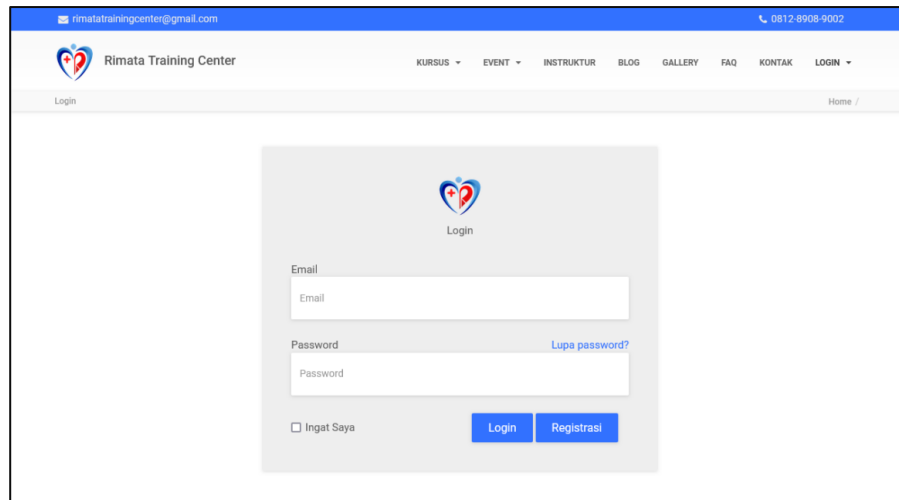 rimatatrainingcenter@gmail.com 0812-8908-9002
Rimata Training Center KURSUS EVENT INSTRUKTUR BLOG GALLERY FAQ KONTAK LOGIN
Login Home /
Login
Email
Email
Password Lupa password?
Password
Ingat Saya Login Registrasi